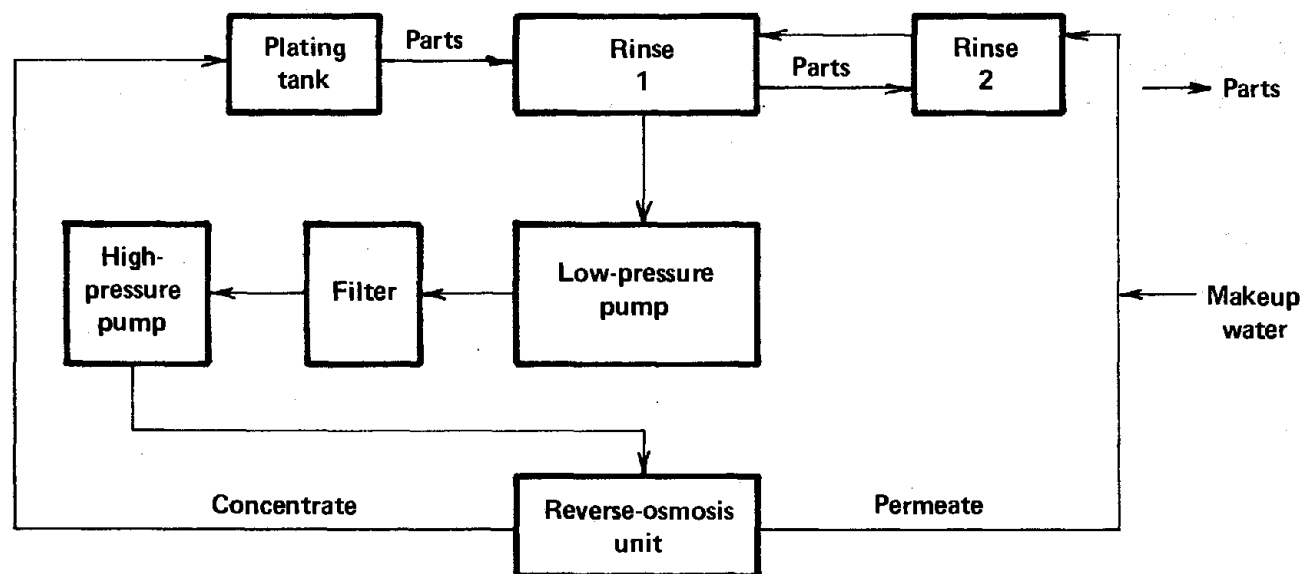 Plating
tank
Parts
Rinse
1
Parts
Rinse
2
Parts
High-
pressure
pump
Filter
Low-pressure
pump
Makeup
water
Concentrate
Reverse-osmosis
unit
Permeate